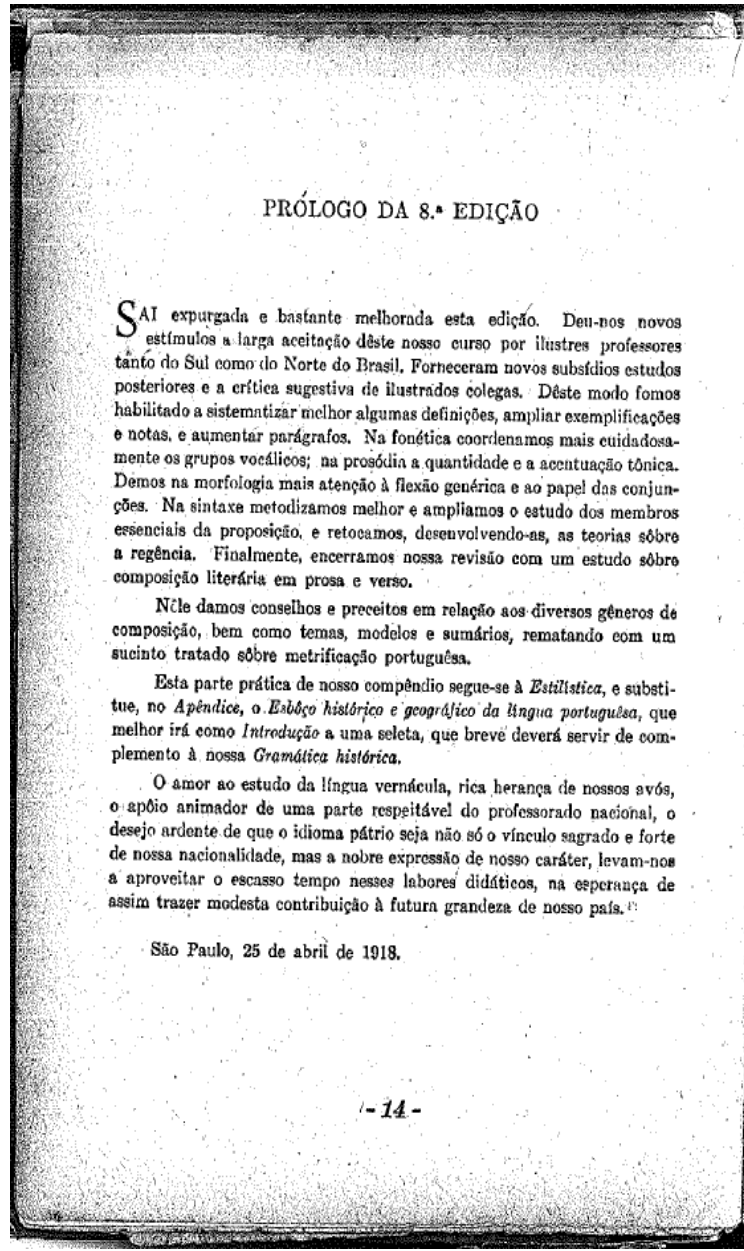 PRÓLOGO DA 8.ª EDIÇÃO
SAI expurgada e bastante melhorada esta edição. Deu-nos novos
estímulos a larga aceitação dêste nosso curso por ilustres professores
tanto do Sul como do Norte do Brasil. Forneceram novos subsídios estudos
posteriores e a crítica sugestiva de ilustrados colegas. Dêste modo fomos
habilitado a sistematizar melhor algumas definições, ampliar exemplificações
e notas, e aumentar parágrafos. Na fonética coordenamos mais cuidadosa-
mente os grupos vocálicos; na prosódia a quantidade e a acentuação tônica.
Demos na morfologia mais atenção à flexão genérica e ao papel das conjun-
ções. Na sintaxe metodizamos melhor e ampliamos o estudo dos membros
essenciais da proposição, e retocamos, desenvolvendo-as, as teorias sôbre
a regência. Finalmente, encerramos nossa revisão com um estudo sôbre
composição literária em prosa e verso.
Nêle damos conselhos e preceitos em relação aos diversos gêneros de
composição, bem como temas, modelos e sumários, rematando com um
sucinto tratado sôbre metrificação portuguêsa.
Esta parte prática de nosso compêndio segue-se à Estilística, e substi-
tue, no Apêndice, o Esbôço histórico e geográfico da língua portuguêsa, que
melhor irá como Introdução a uma seleta, que breve deverá servir de com-
plemento à nossa Gramática histórica.
O amor ao estudo da língua vernácula, rica herança de nossos avós,
o apôio animador de uma parte respeitável do professorado nacional, o
desejo ardente de que o idioma pátrio seja não só o vínculo sagrado e forte
de nossa nacionalidade, mas a nobre expressão de nosso caráter, levam-nos
a aproveitar o escasso tempo nesses labores didáticos, na esperança de
assim trazer modesta contribuição à futura grandeza de nosso país.
São Paulo, 25 de abril de 1918.
- 14 -